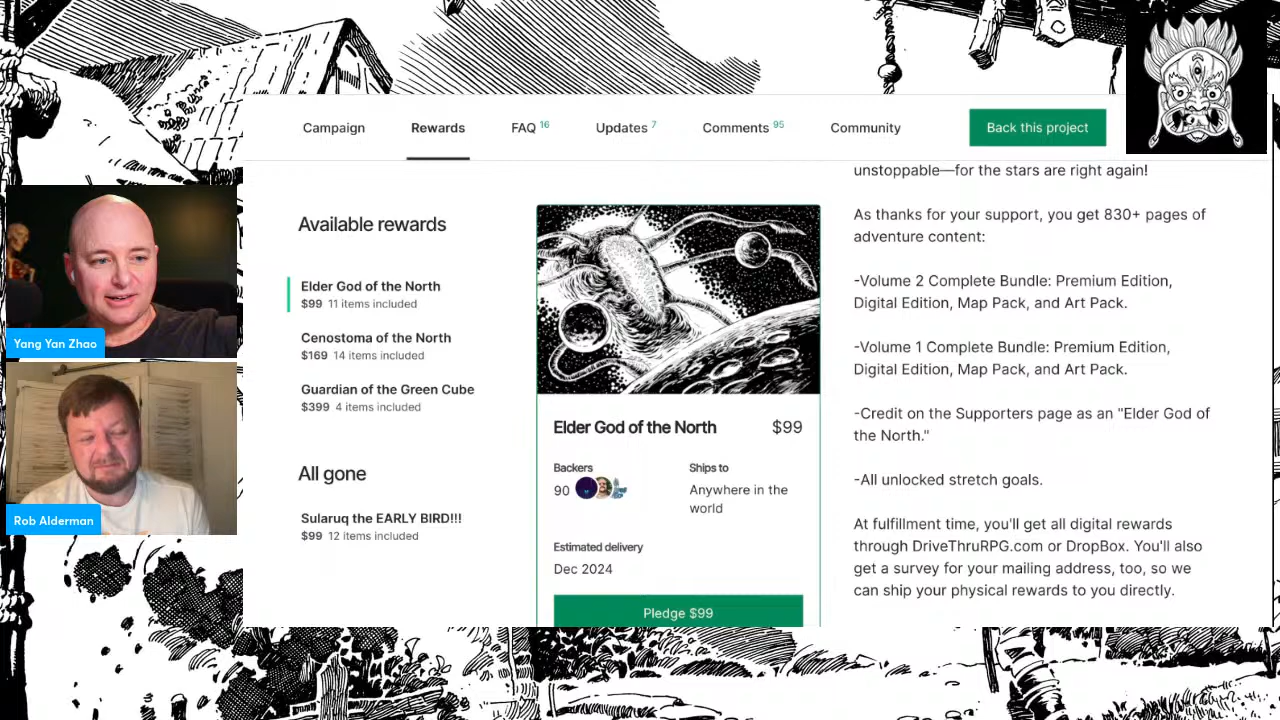 Campaign
Rewards
FAQ 16
Updates 7
Comments 95
Community
Back this project
Yang Yan Zhao
Rob Alderman
Available rewards
Elder God of the North
$99 11 items included
Cenostoma of the North
$169 14 items included
Guardian of the Green Cube
$399 4 items included
All gone
Sularuq the EARLY BIRD!!!
$99 12 items included
Elder God of the North $99
Backers
90
Ships to
Anywhere in the
world
Estimated delivery
Dec 2024
Pledge $99
unstoppable—for the stars are right again!
As thanks for your support, you get 830+ pages of
adventure content:
-Volume 2 Complete Bundle: Premium Edition,
Digital Edition, Map Pack, and Art Pack.
-Volume 1 Complete Bundle: Premium Edition,
Digital Edition, Map Pack, and Art Pack.
-Credit on the Supporters page as an "Elder God of
the North."
-All unlocked stretch goals.
At fulfillment time, you'll get all digital rewards
through DriveThruRPG.com or DropBox. You'll also
get a survey for your mailing address, too, so we
can ship your physical rewards to you directly.